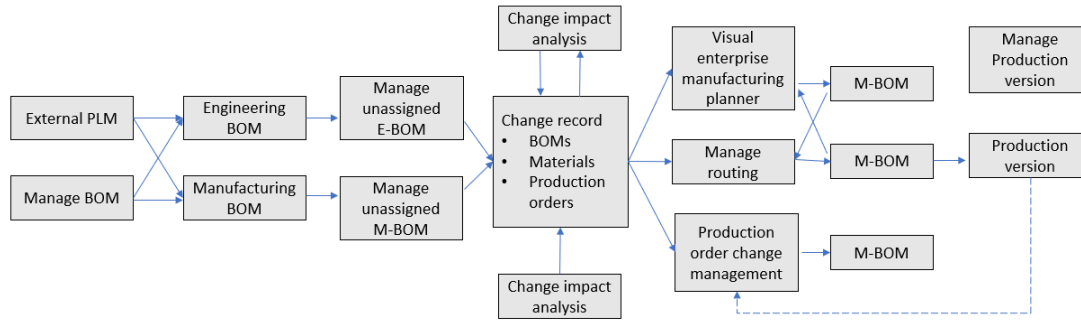 External PLM
Manage BOM
Engineering
BOM
Manufacturing
BOM
Manage
unassigned
E-BOM
Manage
unassigned
M-BOM
Change impact
analysis
Change record
• BOMs
• Materials
• Production
orders
Change impact
analysis
Visual
enterprise
manufacturing
planner
Manage
routing
Production
order change
management
M-BOM
M-BOM
M-BOM
Manage
Production
version
Production
version